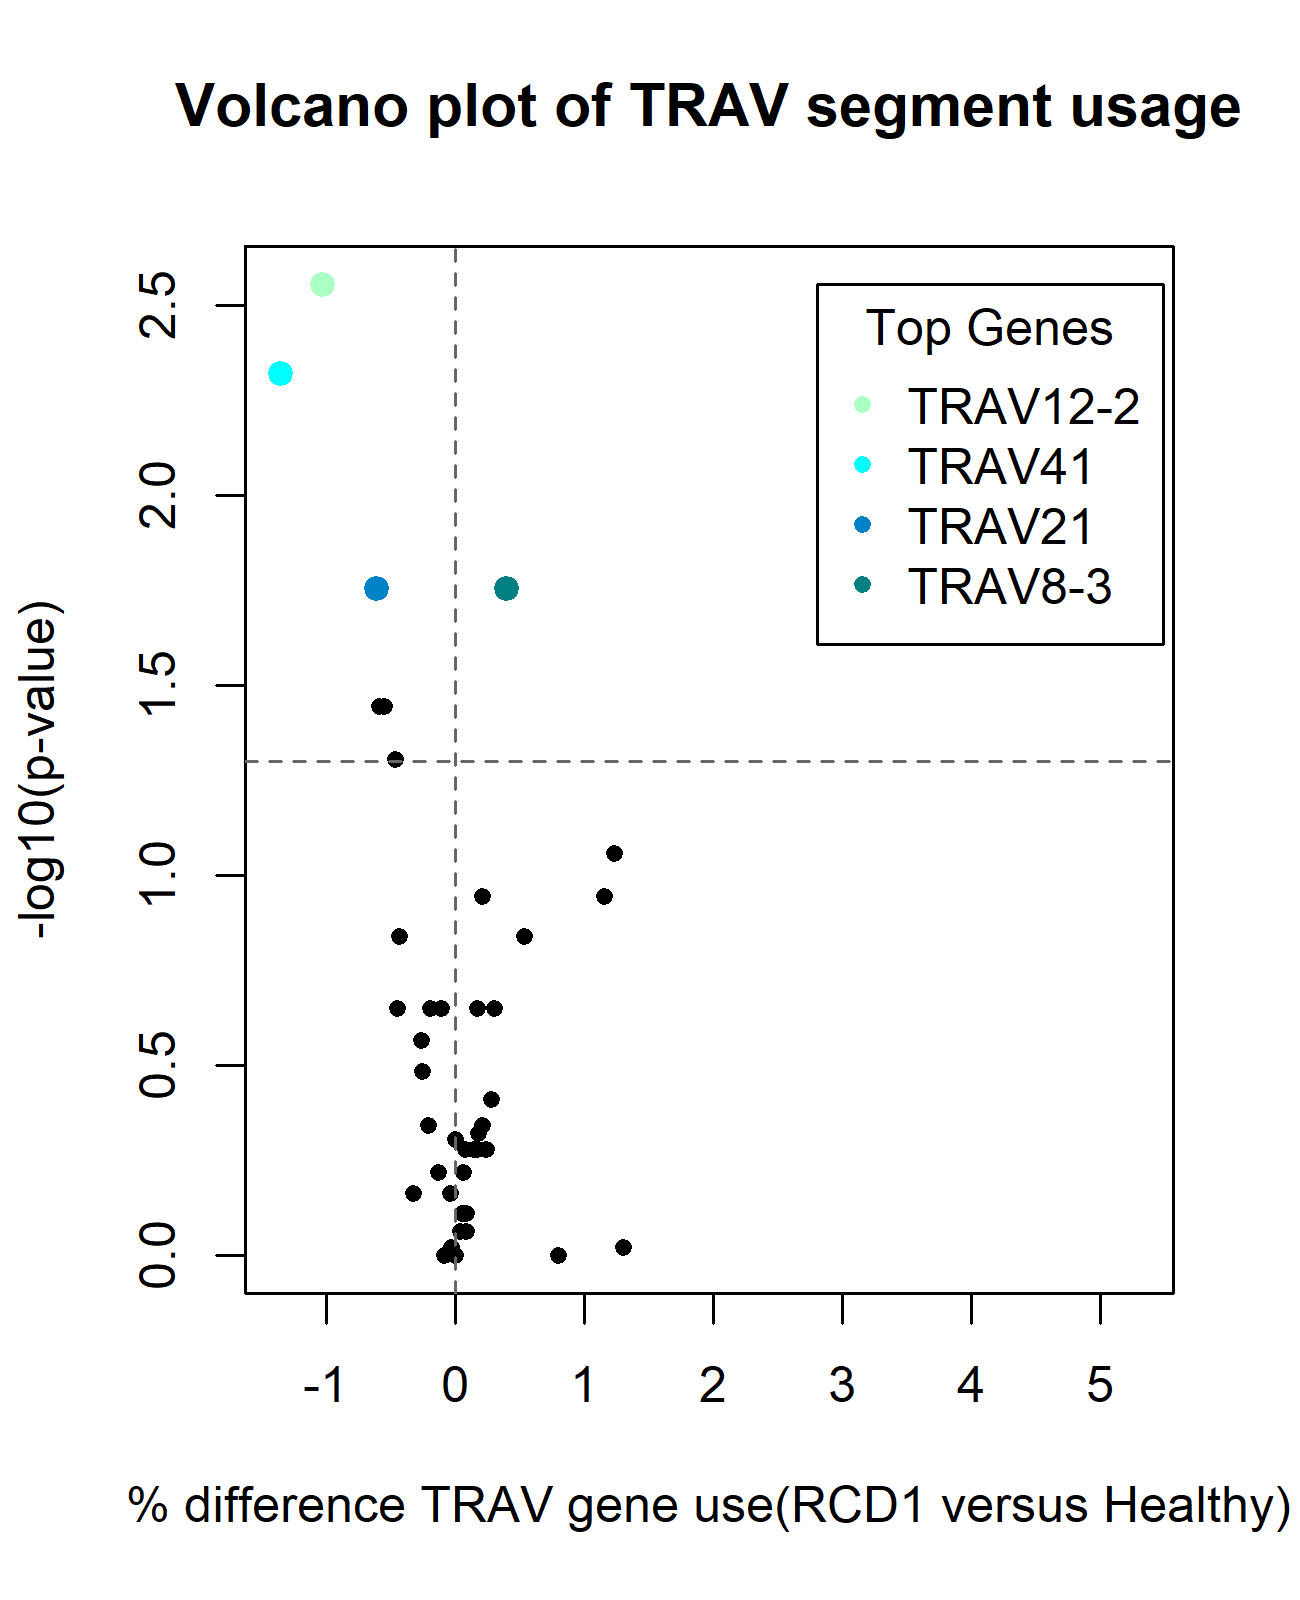 Volcano plot of TRAV segment usage
Top Genes
TRAV12-2
TRAV41
TRAV21
TRAV8-3
-log10(p-value)
2.5
2.0
1.5
1.0
0.5
0.0
-1 0 1 2 3 4 5
% difference TRAV gene use(RCD1 versus Healthy)